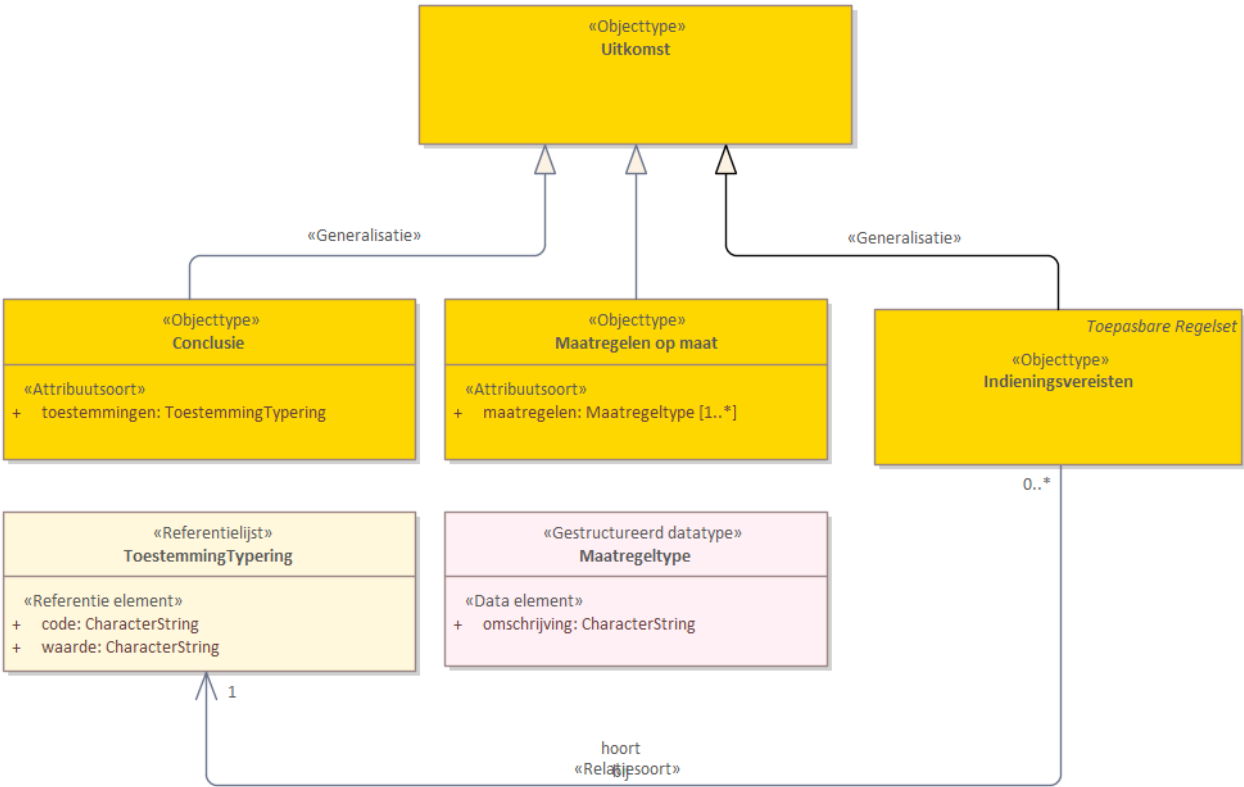 «Objecttype»
Uitkomst
«Generalisatie»
«Generalisatie»
«Objecttype»
Conclusie
«Attribuutsoort»
+ toestemmingen: ToestemmingTypering
«Objecttype»
Maatregelen op maat
«Attribuutsoort»
+ maatregelen: Maatregeltype [1..*]
Toepasbare Regelset
«Objecttype»
Indieningsvereisten
0..*
«Referentielijst»
ToestemmingTypering
«Referentie element»
+ code: CharacterString
+ waarde: CharacterString
«Gestructureerd datatype»
Maatregeltype
«Data element»
+ omschrijving: CharacterString
1
hoort
bij
«Relatiesoort»